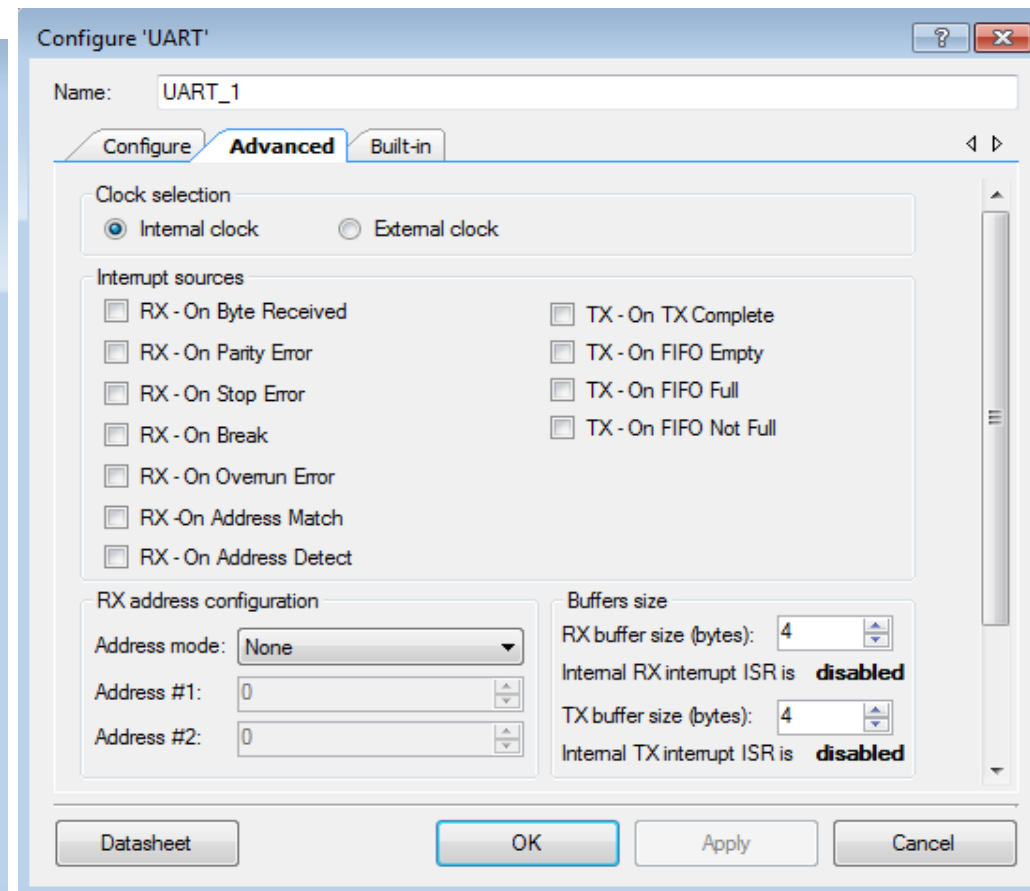 Configure 'UART'
Name: UART_1
Configure Advanced Built-in
Clock selection
Internal clock External clock
Interrupt sources
RX - On Byte Received
RX - On Parity Error
RX - On Stop Error
RX - On Break
RX - On Overrun Error
RX -On Address Match
RX - On Address Detect
TX - On TX Complete
TX - On FIFO Empty
TX - On FIFO Full
TX - On FIFO Not Full
RX address configuration
Address mode: None
Address #1: 0
Address #2: 0
Buffers size
RX buffer size (bytes): 4
Internal RX interrupt ISR is disabled
TX buffer size (bytes): 4
Internal TX interrupt ISR is disabled
Datasheet OK Apply Cancel